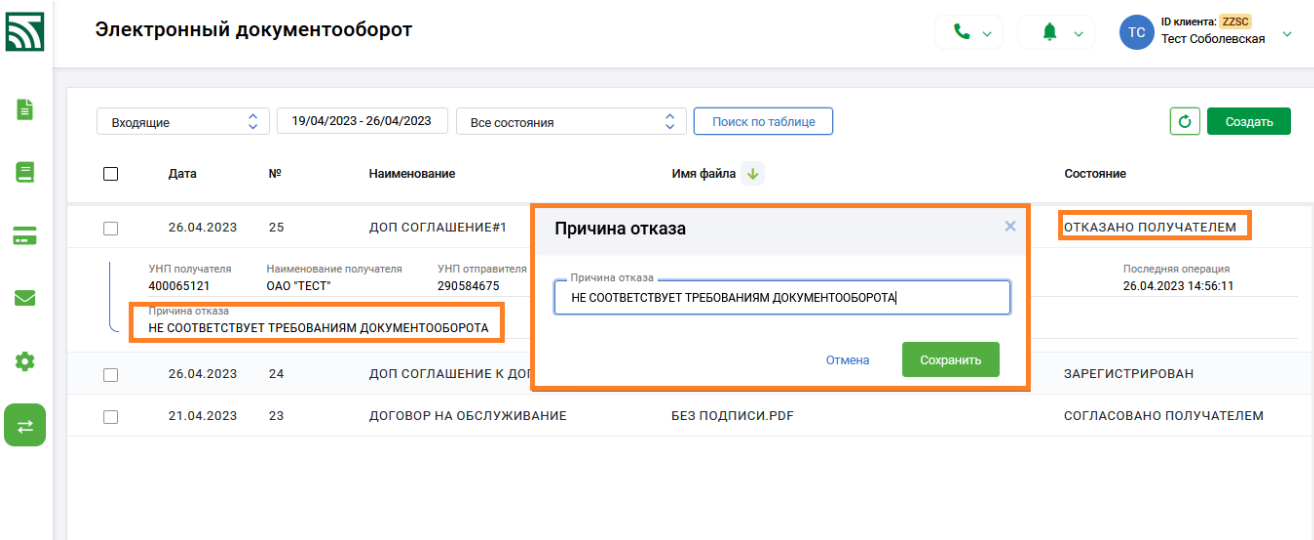 Электронный документооборот
ID клиента: ZZSC
ТС
Тест Соболевская
Входящие
19/04/2023 - 26/04/2023
Все состояния
Поиск по таблице
Создать
Дата
№
Наименование
Имя файла
Состояние
26.04.2023
25
ДОП СОГЛАШЕНИЕ#1
ОТКАЗАНО ПОЛУЧАТЕЛЕМ
УНП получателя
Наименование получателя
УНП отправителя
Последняя операция
400065121
ОАО "ТЕСТ"
290584675
26.04.2023 14:56:11
Причина отказа
НЕ СООТВЕТСТВУЕТ ТРЕБОВАНИЯМ ДОКУМЕНТООБОРОТА
Причина отказа
Причина отказа
НЕ СООТВЕТСТВУЕТ ТРЕБОВАНИЯМ ДОКУМЕНТООБОРОТА
Отмена
Сохранить
26.04.2023
24
ДОП СОГЛАШЕНИЕ К
ЗАРЕГИСТРИРОВАН
21.04.2023
23
ДОГОВОР НА ОБСЛУЖИВАНИЕ
БЕЗ ПОДПИСИ.PDF
СОГЛАСОВАНО ПОЛУЧАТЕЛЕМ